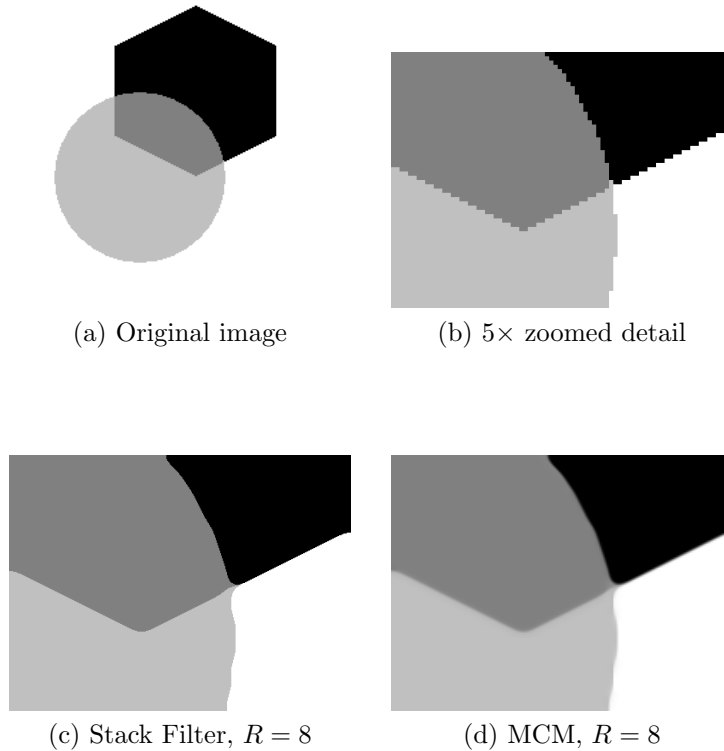 (a) Original image
(b) 5× zoomed detail
(c) Stack Filter, R = 8
(d) MCM, R = 8